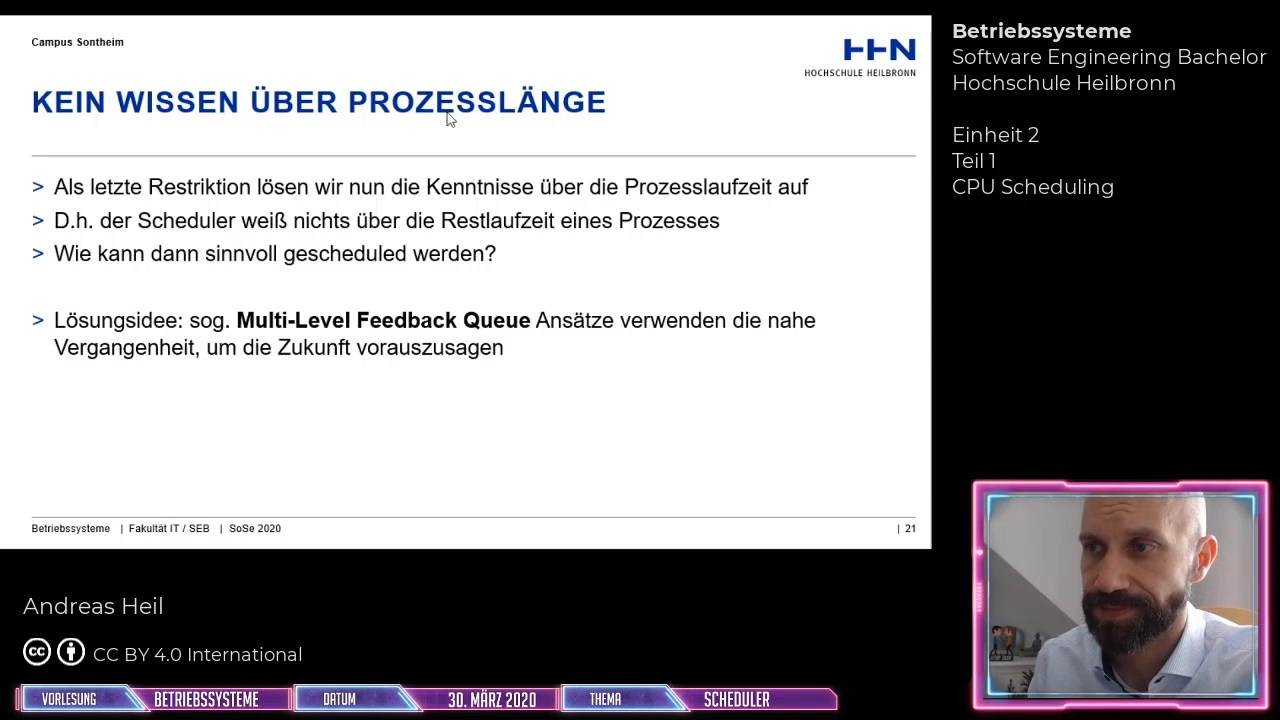 Campus Sontheim
HHN
HOCHSCHULE HEILBRONN
KEIN WISSEN ÜBER PROZESSLÄNGE
> Als letzte Restriktion lösen wir nun die Kenntnisse über die Prozesslaufzeit auf
> D.h. der Scheduler weiß nichts über die Restlaufzeit eines Prozesses
> Wie kann dann sinnvoll gescheduled werden?
> Lösungsidee: sog. Multi-Level Feedback Queue Ansätze verwenden die nahe
Vergangenheit, um die Zukunft vorauszusagen
Betriebssysteme | Fakultät IT / SEB | SoSe 2020 | 21
Betriebssysteme
Software Engineering Bachelor
Hochschule Heilbronn
Einheit 2
Teil 1
CPU Scheduling
Andreas Heil
cc CC BY 4.0 International
VORLESUNG BETRIEBSSYSTEME DATUM 30. MÄRZ 2020 THEMA SCHEDULER